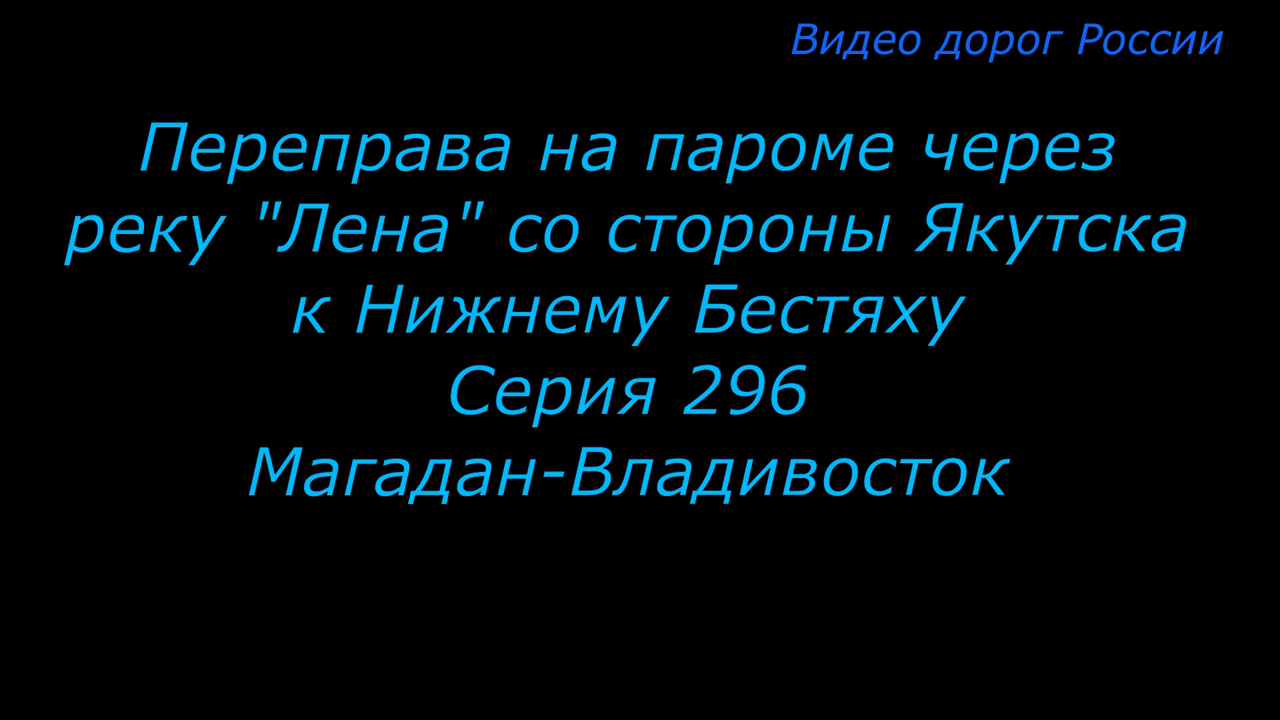 Видео дорог России
Переправа на пароме через
реку "Лена" со стороны Якутска
к Нижнему Бестяху
Серия 296
Магадан-Владивосток